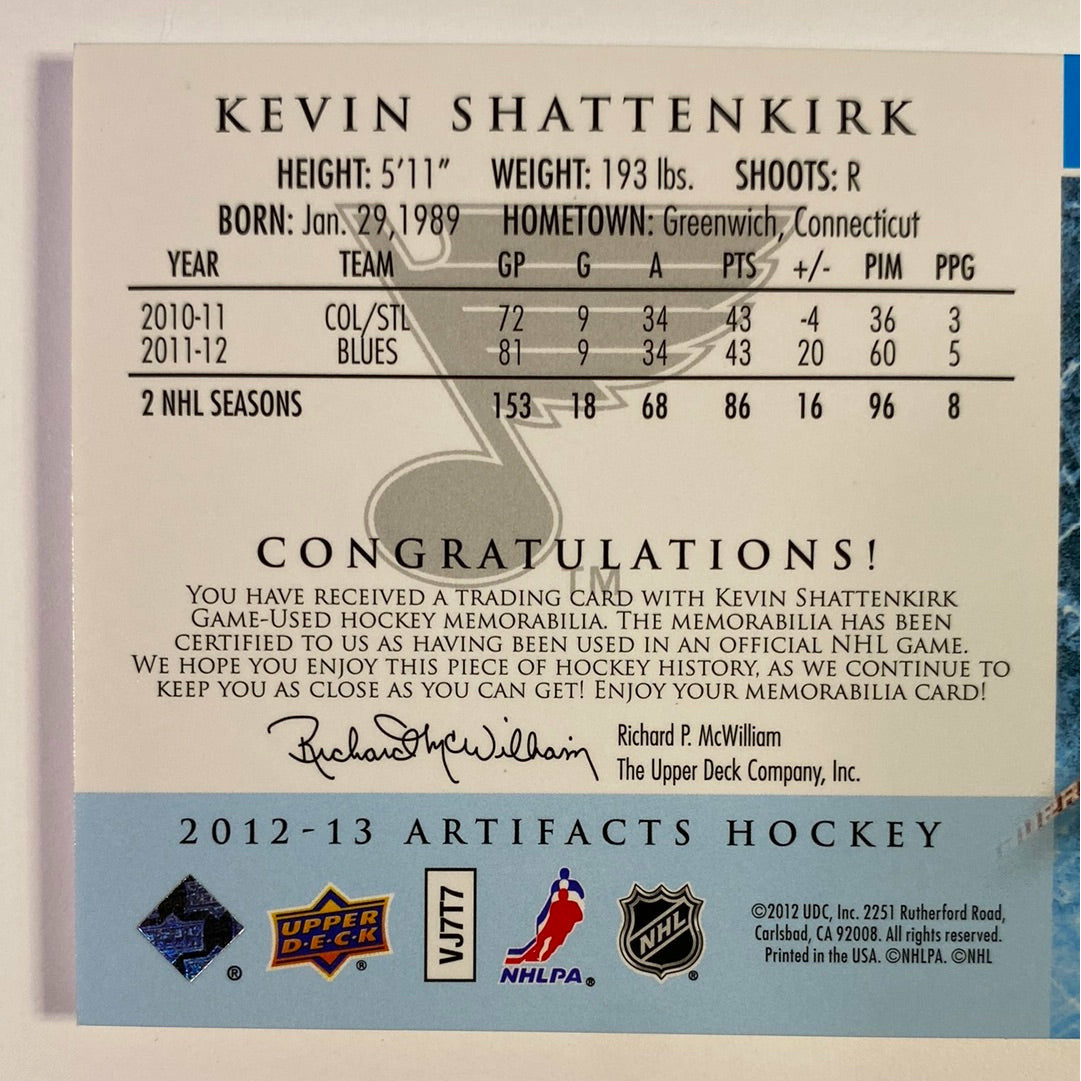 KEVIN SHATTENKIRK
HEIGHT: 5'11" WEIGHT: 193 lbs. SHOOTS: R
BORN: Jan. 29,1989 HOMETOWN: Greenwich, Connecticut
YEAR TEAM GP G A PTS +/- PIM PPG
2010-11 COL/STL 72 9 34 43 -4 36 3
2011-12 BLUES 81 9 34 43 20 60 5
2 NHL SEASONS 153 18 68 86 16 96 8
CONGRATULATIONS!
TM
YOU HAVE RECEIVED A TRADING CARD WITH KEVIN SHATTENKIRK
GAME-USED HOCKEY MEMORABILIA. THE MEMORABILIA HAS BEEN
CERTIFIED TO US AS HAVING BEEN USED IN AN OFFICIAL NHL GAME.
WE HOPE YOU ENJOY THIS PIECE OF HOCKEY HISTORY, AS WE CONTINUE TO
KEEP YOU AS CLOSE AS YOU CAN GET! ENJOY YOUR MEMORABILIA CARD!
Richard McWilliam
Richard P. McWilliam
The Upper Deck Company, Inc.
2012-13 ARTIFACTS HOCKEY
®
UPPER
D·E·C·K
®
VJ7T7
NHLPA®
NHL
®
©2012 UDC, Inc. 2251 Rutherford Road,
Carlsbad, CA 92008. All rights reserved.
Printed in the USA. ©NHLPA. ©NHL